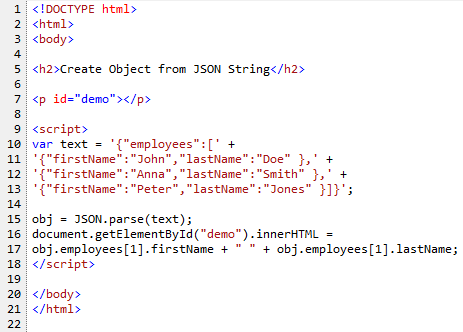 1 <!DOCTYPE html>
2 <html>
3 <body>
4
5 <h2>Create Object from JSON String</h2>
6
7 <p id="demo"></p>
8
9 <script>
10 var text = '{"employees":[' +
11 '{"firstName":"John","lastName":"Doe" },' +
12 '{"firstName":"Anna","lastName":"Smith" },' +
13 '{"firstName":"Peter","lastName":"Jones" }]}';
14
15 obj = JSON.parse(text);
16 document.getElementById("demo").innerHTML =
17 obj.employees[1].firstName + " " + obj.employees[1].lastName;
18 </script>
19
20 </body>
21 </html>
22